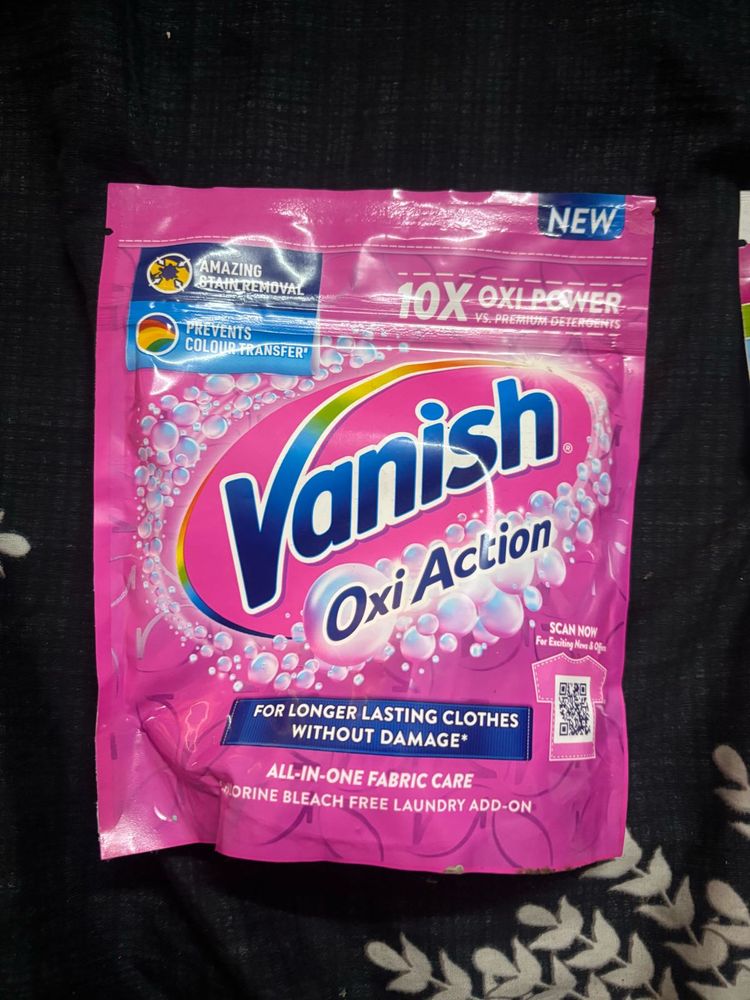 NEW
AMAZING
STAIN REMOVAL
10X OXI POWER
VS. PREMIUM DETERGENTS
PREVENTS
COLOUR TRANSFER#
Vanish®
Oxi Action
SCAN NOW
For Exciting News & Offers
FOR LONGER LASTING CLOTHES
WITHOUT DAMAGE*
ALL-IN-ONE FABRIC CARE
CHLORINE BLEACH FREE LAUNDRY ADD-ON